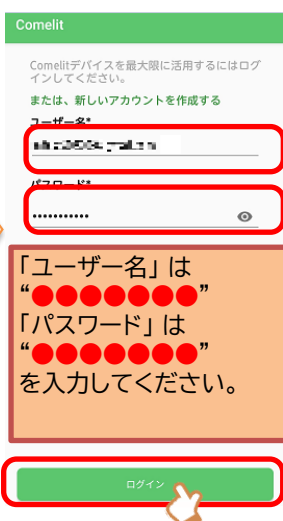 Comelit
Comelitデバイスを最大限に活用するにはログ
インしてください。
または、新しいアカウントを作成する
ユーザー名*
パスワード*
•••••••••••
「ユーザー名」は
“●●●●●●●”
「パスワード」は
“●●●●●●●”
を入力してください。
ログイン